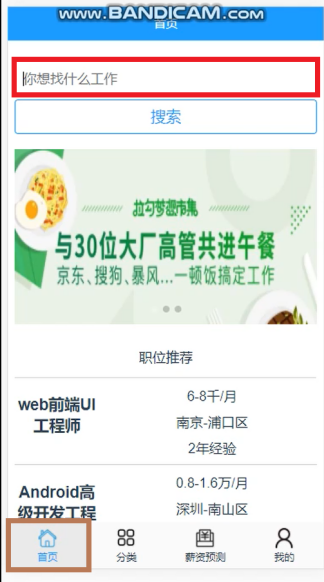 www.BANDICAM.com
首页
你想找什么工作
搜索
拉勾梦想市集
与30位大厂高管共进午餐
京东、搜狗、暴风...一顿饭搞定工作
职位推荐
web前端UI
工程师
6-8千/月
南京-浦口区
2年经验
Android高
级开发工程
0.8-1.6万/月
深圳-南山区
首页
分类
薪资预测
我的